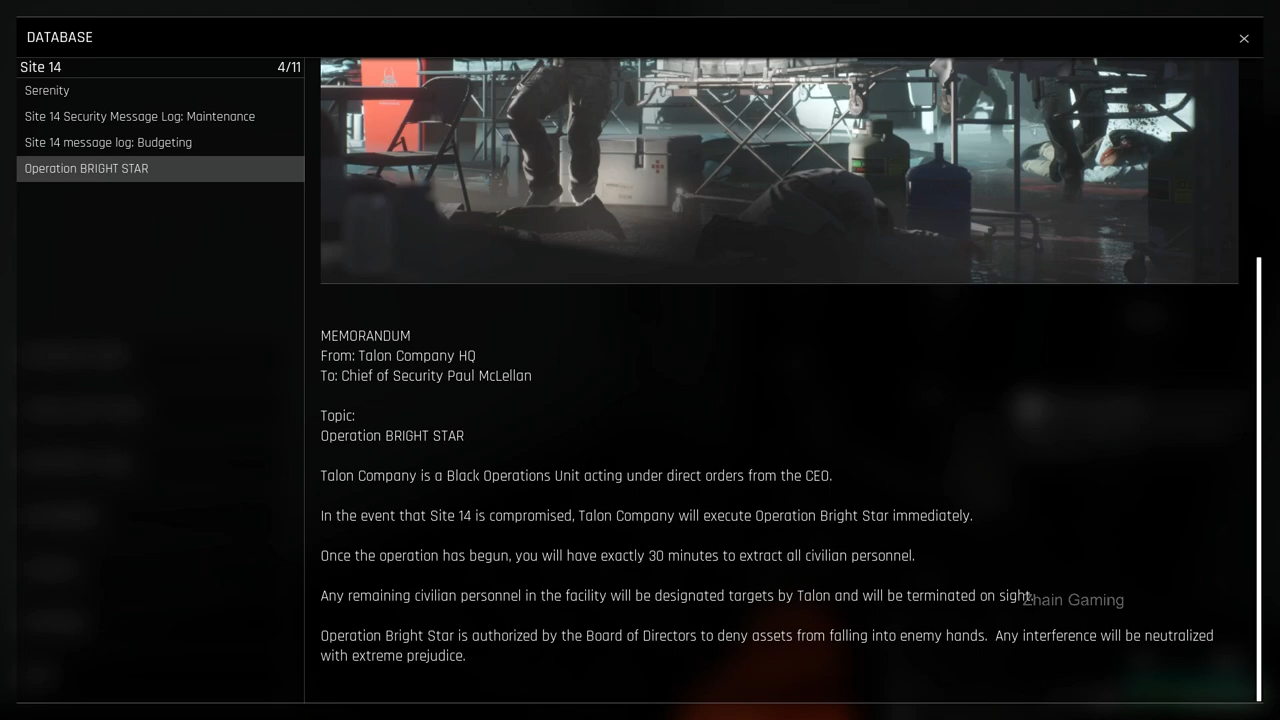 DATABASE
Site 14 4/11
Serenity
Site 14 Security Message Log: Maintenance
Site 14 message log: Budgeting
Operation BRIGHT STAR
MEMORANDUM
From: Talon Company HQ
To: Chief of Security Paul McLellan
Topic:
Operation BRIGHT STAR
Talon Company is a Black Operations Unit acting under direct orders from the CEO.
In the event that Site 14 is compromised, Talon Company will execute Operation Bright Star immediately.
Once the operation has begun, you will have exactly 30 minutes to extract all civilian personnel.
Any remaining civilian personnel in the facility will be designated targets by Talon and will be terminated on sight.
Zhain Gaming
Operation Bright Star is authorized by the Board of Directors to deny assets from falling into enemy hands.  Any interference will be neutralized
with extreme prejudice.